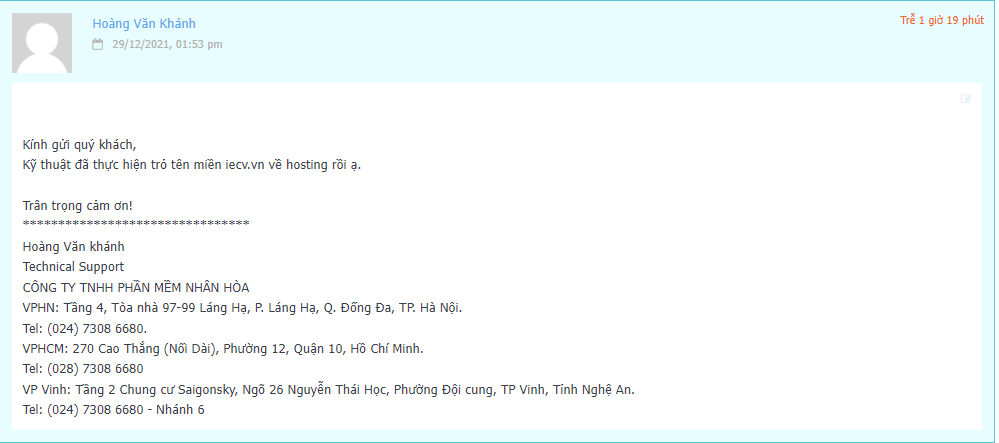 Hoàng Văn Khánh
Trễ 1 giờ 19 phút
29/12/2021, 01:53 pm
Kính gửi quý khách,
Kỹ thuật đã thực hiện trỏ tên miền iecv.vn về hosting rồi ạ.
Trân trọng cảm ơn!
********************************
Hoàng Văn khánh
Technical Support
CÔNG TY TNHH PHẦN MỀM NHÂN HÒA
VPHN: Tầng 4, Tòa nhà 97-99 Láng Hạ, P. Láng Hạ, Q. Đống Đa, TP. Hà Nội.
Tel: (024) 7308 6680.
VPHCM: 270 Cao Thắng (Nối Dài), Phường 12, Quận 10, Hồ Chí Minh.
Tel: (028) 7308 6680
VP Vinh: Tầng 2 Chung cư Saigonsky, Ngõ 26 Nguyễn Thái Học, Phường Đội cung, TP Vinh, Tỉnh Nghệ An.
Tel: (024) 7308 6680 - Nhánh 6